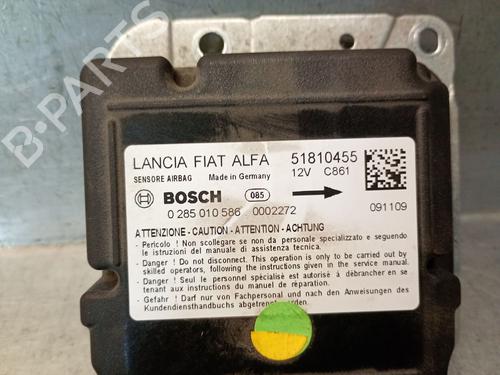 B-PARTS
LANCIA FIAT ALFA 51810455
SENSORE AIRBAG Made in Germany 12V C861
BOSCH 085
0 285 010 586 0002272 091109
ATTENZIONE - CAUTION - ATTENTION - ACHTUNG
- Pericolo ! Non scollegare se non da personale specializzato e seguendo
le istruzioni del manuale di assistenza tecnica.
- Danger ! Do not disconnect. This operation is only to be carried out by
skilled operators, following the instructions given in the service manual.
- Danger ! Seul le personnel spécialisé est autorisé à débrancher en se
tenant aux instructions du manuel de réparation.
- Gefahr ! Darf nur von Fachpersonal und nach den Anweisungen des
Kundendiensthandbuchs abgetrennt werden.